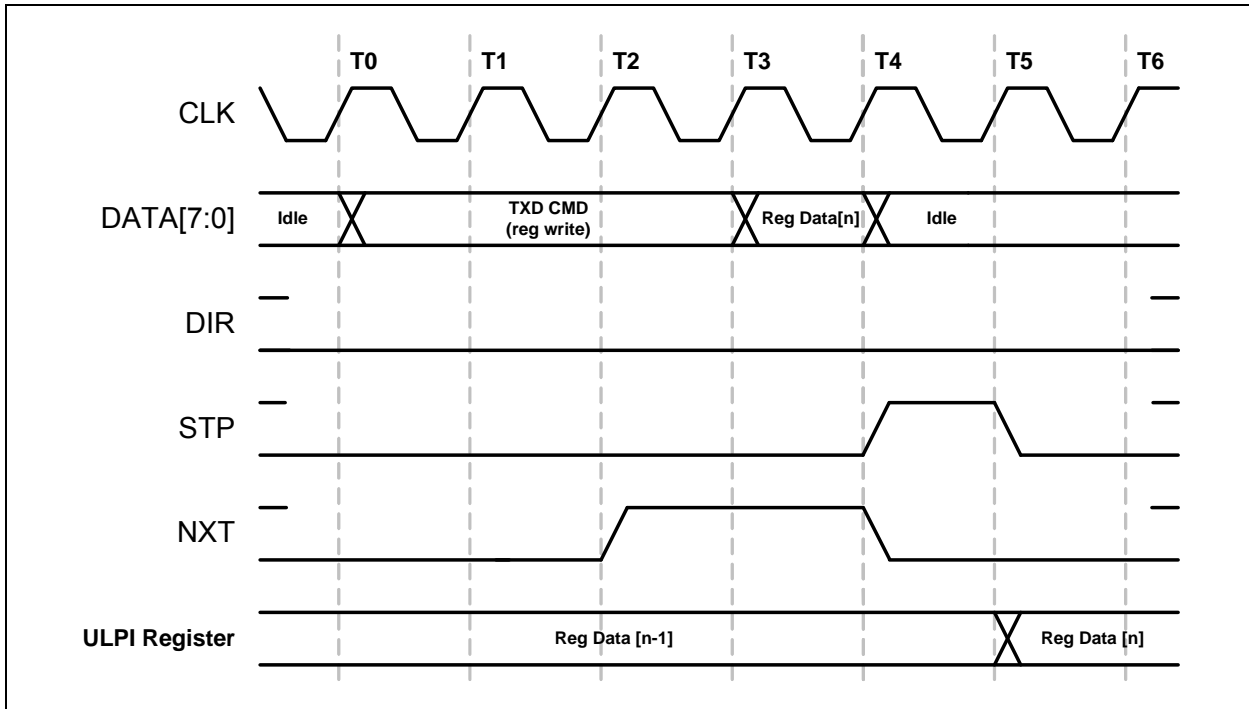 T0 T1 T2 T3 T4 T5 T6
CLK
DATA[7:0] Idle TXD CMD Reg Data[n] Idle
(reg write)
DIR
STP
NXT
ULPI Register Reg Data [n-1] Reg Data [n]